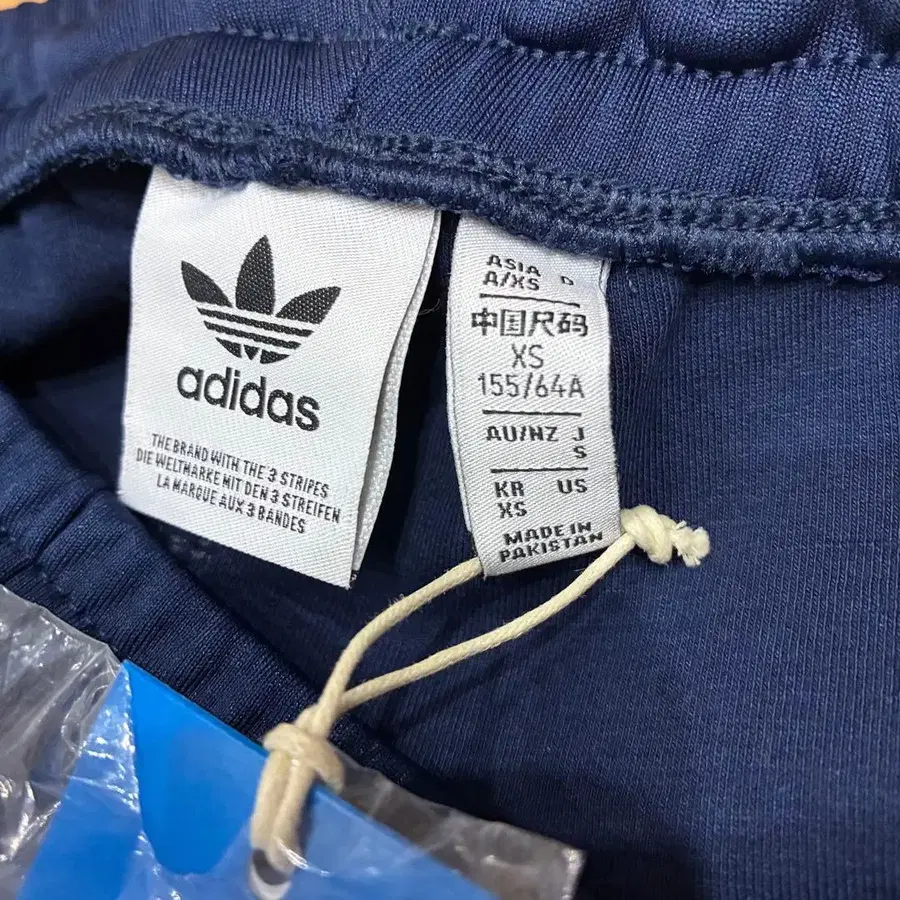 adidas
THE BRAND WITH THE 3 STRIPES
DIE WELTMARKE MIT DEN 3 STREIFEN
LA MARQUE AUX 3 BANDES
ASIA D
A/XS
中国尺码
XS
155/64A
AU/NZ J
S
KR US
XS
MADE IN
PAKISTAN